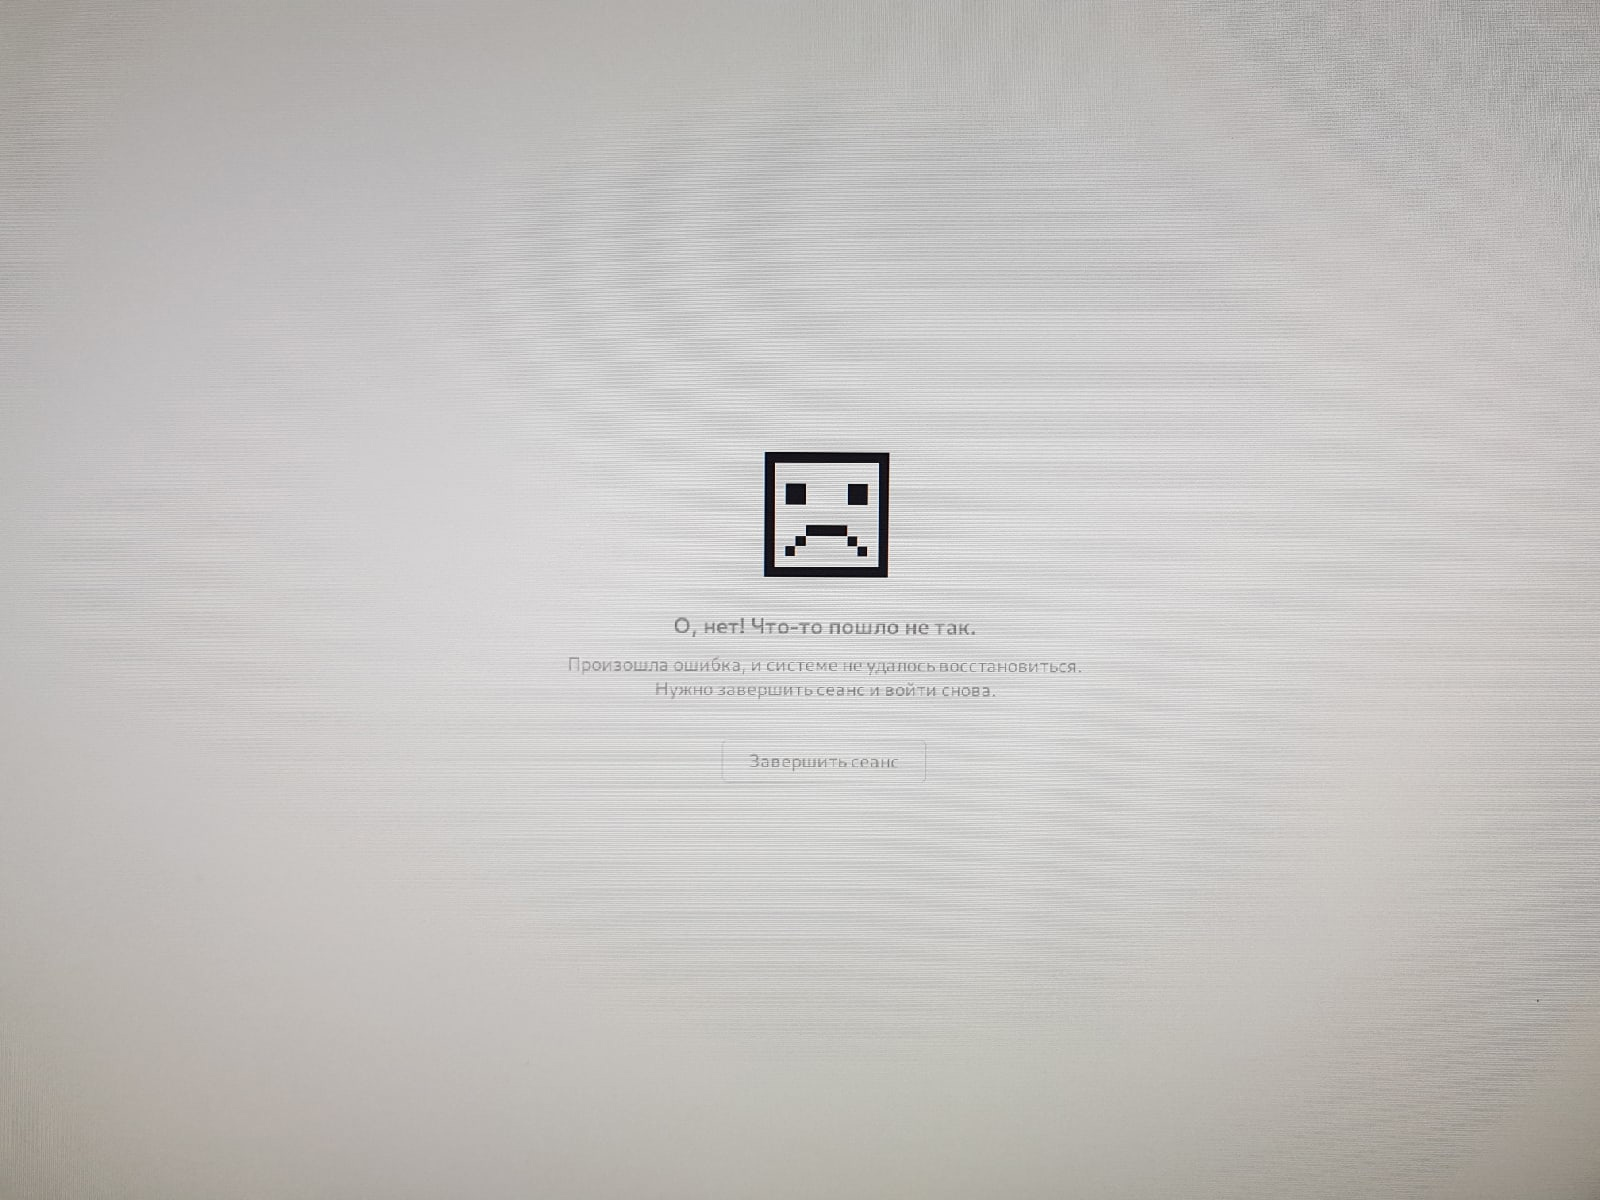 О, нет! Что-то пошло не так.
Произошла ошибка, и системе не удалось восстановиться.
Нужно завершить сеанс и войти снова.
Завершить сеанс